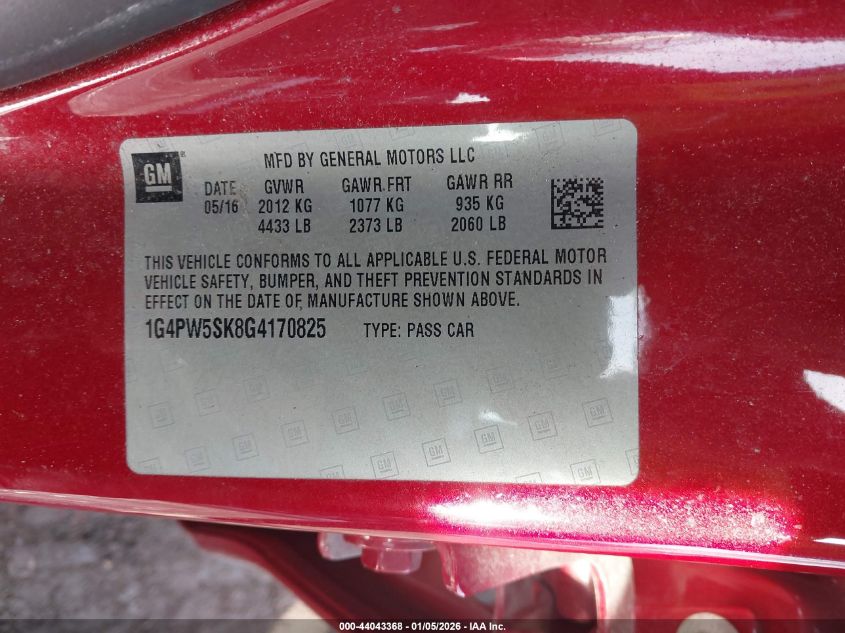 GM
MFD BY GENERAL MOTORS LLC
DATE GVWR GAWR FRT GAWR RR
05/16 2012 KG 1077 KG 935 KG
4433 LB 2373 LB 2060 LB
THIS VEHICLE CONFORMS TO ALL APPLICABLE U.S. FEDERAL MOTOR
VEHICLE SAFETY, BUMPER, AND THEFT PREVENTION STANDARDS IN
EFFECT ON THE DATE OF MANUFACTURE SHOWN ABOVE.
1G4PW5SK8G4170825 TYPE: PASS CAR
000-44043368 - 01/05/2026 - IAA Inc.